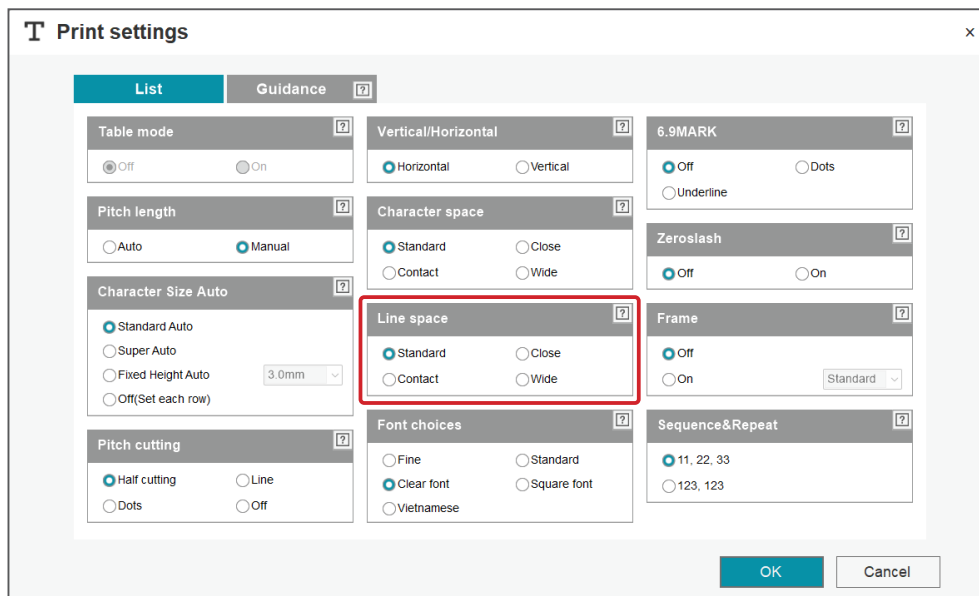 T Print settings ×
List Guidance ?
Table mode ?
Off On
Pitch length ?
Auto Manual
Character Size Auto ?
Standard Auto
Super Auto
Fixed Height Auto 3.0mm
Off(Set each row)
Pitch cutting ?
Half cutting Line
Dots Off
Vertical/Horizontal ?
Horizontal Vertical
Character space ?
Standard Close
Contact Wide
Line space ?
Standard Close
Contact Wide
Font choices ?
Fine Standard
Clear font Square font
Vietnamese
6.9MARK ?
Off Dots
Underline
Zeroslash ?
Off On
Frame ?
Off
On Standard
Sequence&Repeat ?
11, 22, 33
123, 123
OK Cancel